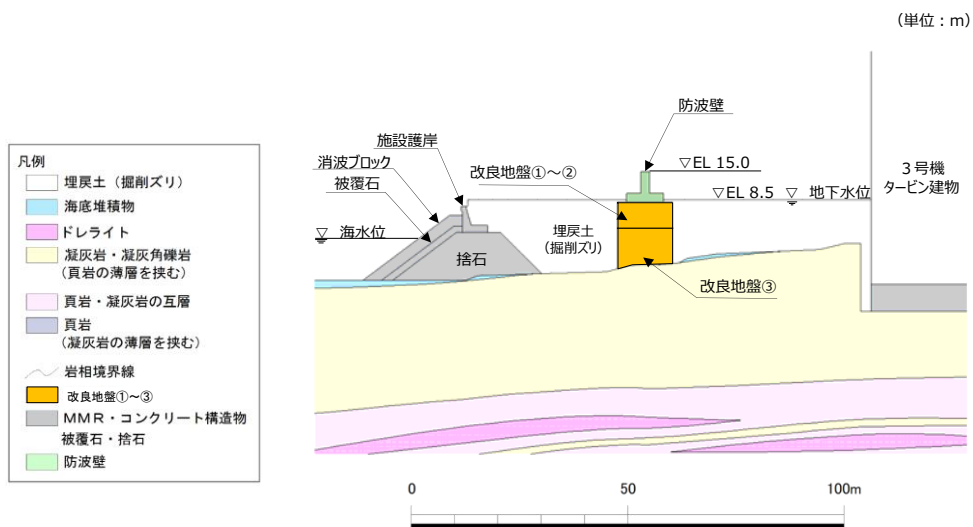 (単位:m)
凡例
埋戻土(掘削ズリ)
海底堆積物
ドレライト
凝灰岩・凝灰角礫岩
(頁岩の薄層を挟む)
頁岩・凝灰岩の互層
頁岩
(凝灰岩の薄層を挟む)
岩相境界線
改良地盤①~③
MMR・コンクリート構造物
被覆石・捨石
防波壁
防波壁
施設護岸
消波ブロック
被覆石
改良地盤①~②
▽EL 15.0
3号機
タービン建物
▽EL 8.5
▽ 地下水位
▽ 海水位
埋戻土
(掘削ズリ)
捨石
改良地盤③
0
50
100m